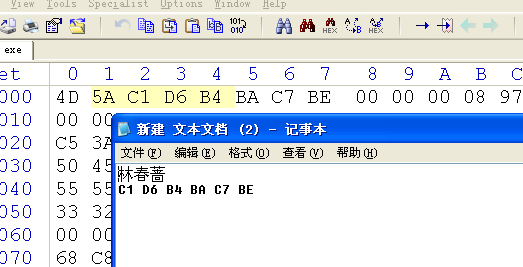 View Tools Specialist Options Window Help
101
010
HEX
HEX
exe
et 0 1 2 3 4 5 6 7 8 9 A B C
000 4D 5A C1 D6 B4 BA C7 BE 00 00 00 08 97
010 00 00
020 C5 3A
030 50 45
040 55 55
050 33 32
060 00 00
070 68 C8
新建 文本文档 (2) - 记事本
文件(F) 编辑(E) 格式(O) 查看(V) 帮助(H)
林春蔷
C1 D6 B4 BA C7 BE